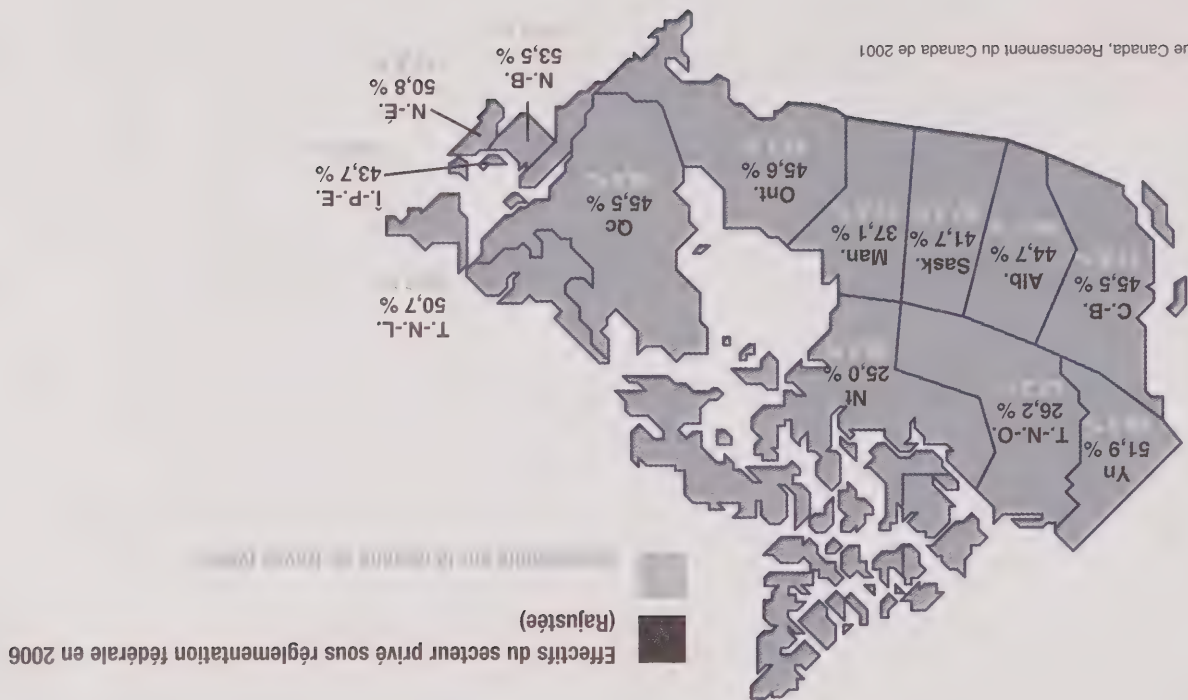 Effectifs du secteur privé sous réglementation fédérale en 2006
(Rajustée)
Yn
51,9 %
T.-N.-O.
26,2 %
Nt
25,0 %
C.-B.
45,5 %
Alb.
44,7 %
Sask.
41,7 %
Man.
37,1 %
Ont.
45,6 %
Qc
45,5 %
T.-N.-L.
50,7 %
Î.-P.-E.
43,7 %
N.-É.
50,8 %
N.-B.
53,5 %
Canada, Recensement du Canada de 2001